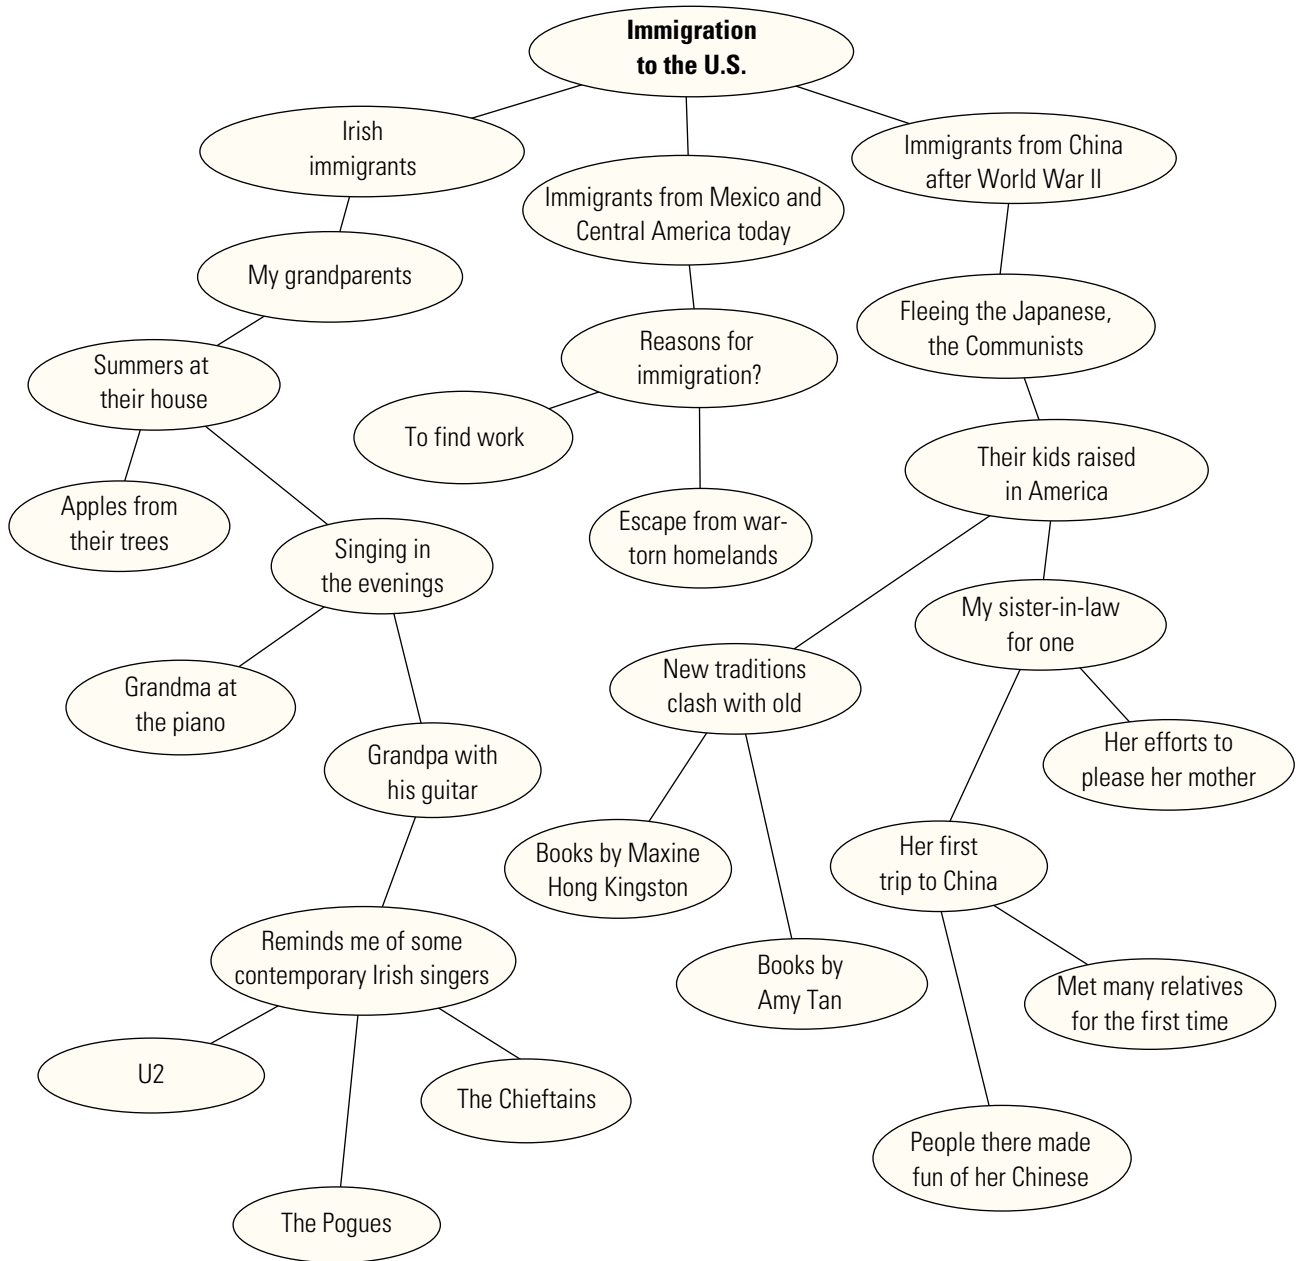 Immigration
to the U.S.
Irish
immigrants
Immigrants from Mexico and
Central America today
Immigrants from China
after World War II
My grandparents
Reasons for
immigration?
Fleeing the Japanese,
the Communists
Summers at
their house
To find work
Their kids raised
in America
Apples from
their trees
Singing in
the evenings
Escape from war-
torn homelands
My sister-in-law
for one
New traditions
clash with old
Grandma at
the piano
Grandpa with
his guitar
Her efforts to
please her mother
Books by Maxine
Hong Kingston
Her first
trip to China
Reminds me of some
contemporary Irish singers
Books by
Amy Tan
Met many relatives
for the first time
U2
The Chieftains
People there made
fun of her Chinese
The Pogues